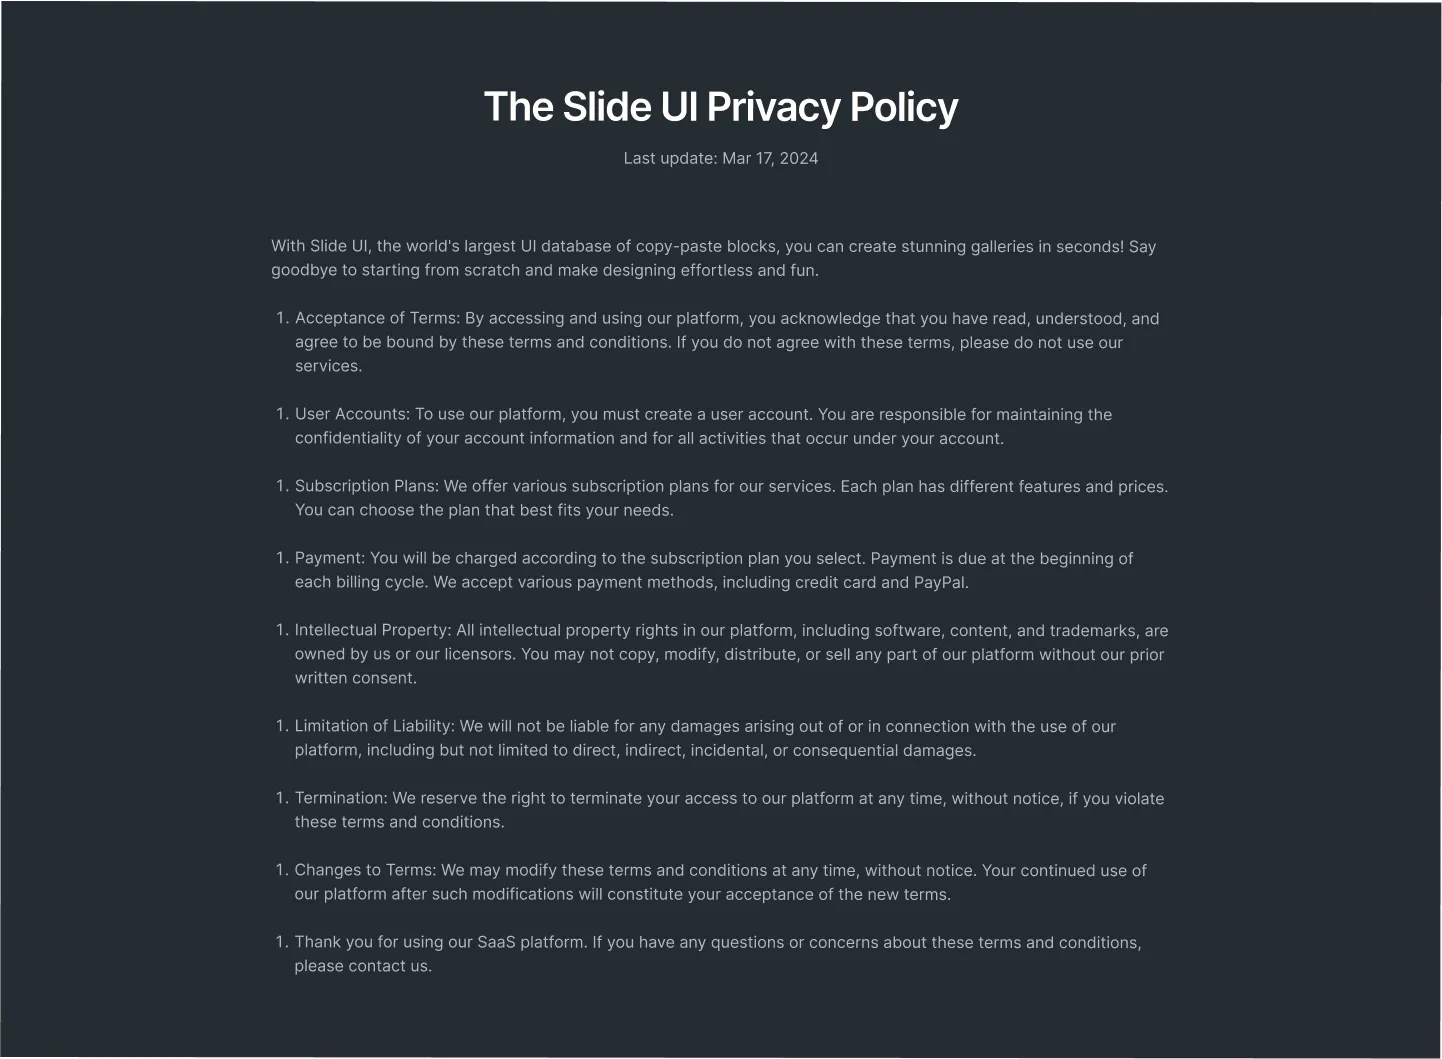 The Slide UI Privacy Policy
Last update: Mar 17, 2024
With Slide UI, the world's largest UI database of copy-paste blocks, you can create stunning galleries in seconds! Say
goodbye to starting from scratch and make designing effortless and fun.
1. Acceptance of Terms: By accessing and using our platform, you acknowledge that you have read, understood, and
agree to be bound by these terms and conditions. If you do not agree with these terms, please do not use our
services.
1. User Accounts: To use our platform, you must create a user account. You are responsible for maintaining the
confidentiality of your account information and for all activities that occur under your account.
1. Subscription Plans: We offer various subscription plans for our services. Each plan has different features and prices.
You can choose the plan that best fits your needs.
1. Payment: You will be charged according to the subscription plan you select. Payment is due at the beginning of
each billing cycle. We accept various payment methods, including credit card and PayPal.
1. Intellectual Property: All intellectual property rights in our platform, including software, content, and trademarks, are
owned by us or our licensors. You may not copy, modify, distribute, or sell any part of our platform without our prior
written consent.
1. Limitation of Liability: We will not be liable for any damages arising out of or in connection with the use of our
platform, including but not limited to direct, indirect, incidental, or consequential damages.
1. Termination: We reserve the right to terminate your access to our platform at any time, without notice, if you violate
these terms and conditions.
1. Changes to Terms: We may modify these terms and conditions at any time, without notice. Your continued use of
our platform after such modifications will constitute your acceptance of the new terms.
1. Thank you for using our SaaS platform. If you have any questions or concerns about these terms and conditions,
please contact us.